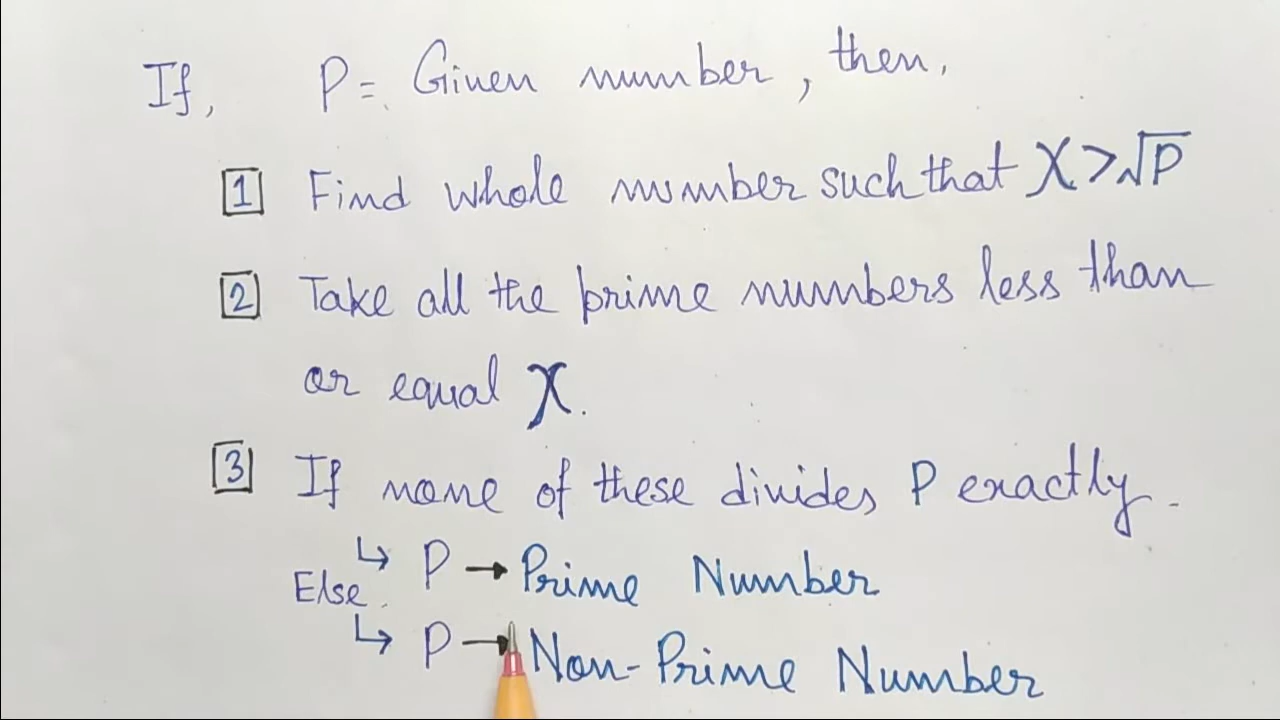 If, P = Given number, then,
1 Find whole number such that X > √P
2 Take all the prime numbers less than
or equal X.
3 If none of these divides P exactly.
↳ P → Prime Number
Else.
↳ P → Non-Prime Number